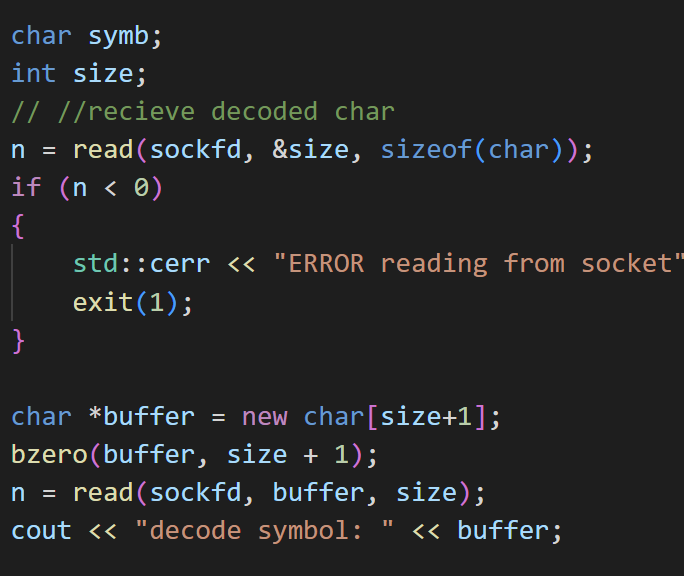 char symb;
int size;
// //recieve decoded char
n = read(sockfd, &size, sizeof(char));
if (n < 0)
{
    std::cerr << "ERROR reading from socket"
    exit(1);
}
char *buffer = new char[size+1];
bzero(buffer, size + 1);
n = read(sockfd, buffer, size);
cout << "decode symbol: " << buffer;